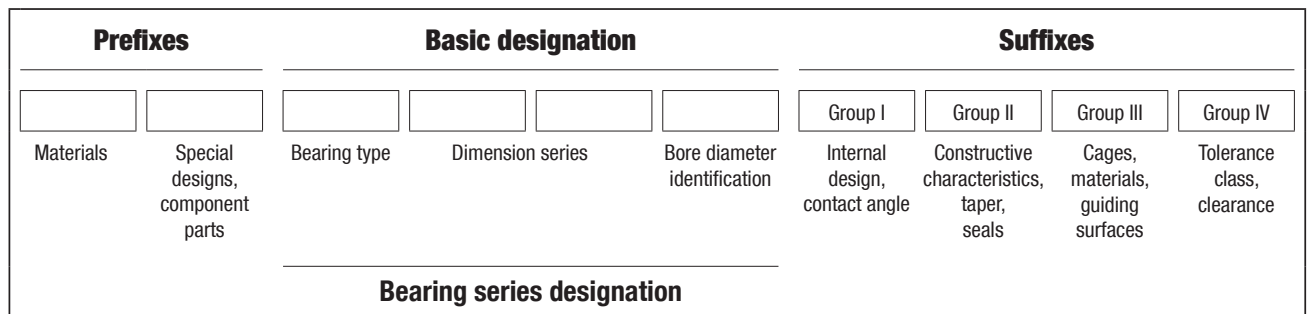 Prefixes
Basic designation
Suffixes
Group I
Group II
Group III
Group IV
Materials
Special
designs,
component
parts
Bearing type
Dimension series
Bore diameter
identification
Internal
design,
contact angle
Constructive
characteristics,
taper,
seals
Cages,
materials,
guiding
surfaces
Tolerance
class,
clearance
Bearing series designation